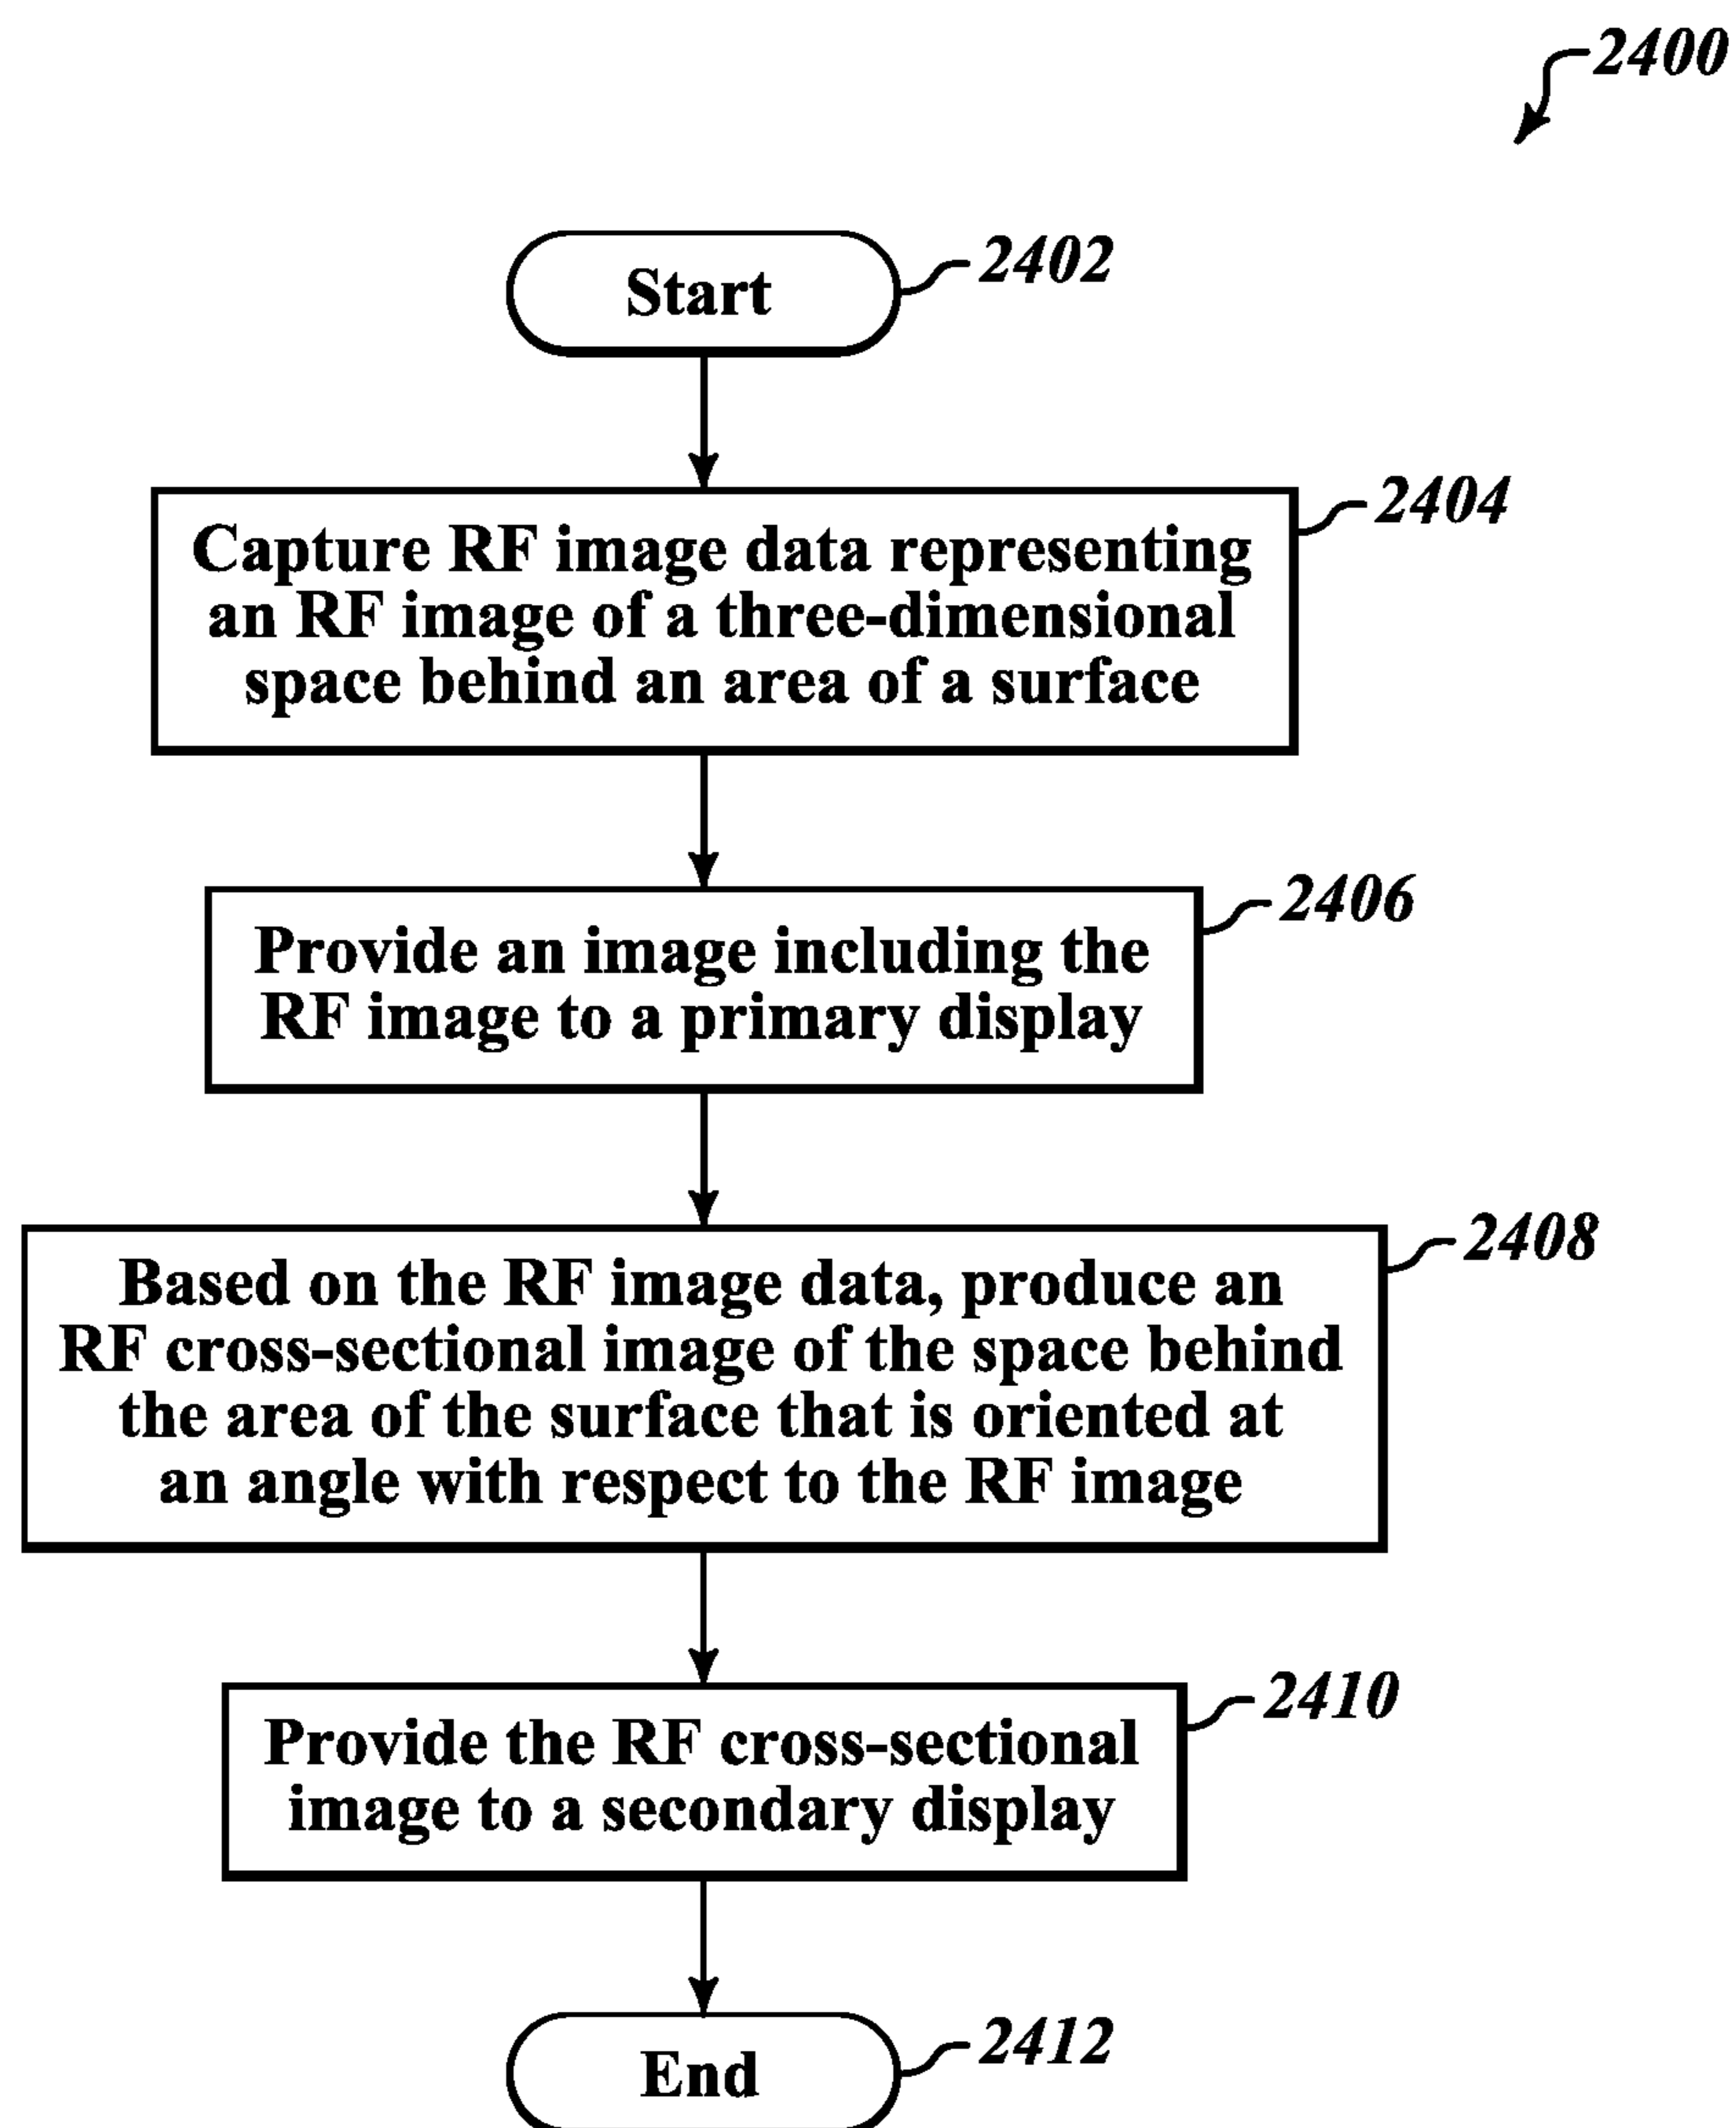 2400
Start
2402
Capture RF image data representing
an RF image of a three-dimensional
space behind an area of a surface
2404
Provide an image including the
RF image to a primary display
2406
Based on the RF image data, produce an
RF cross-sectional image of the space behind
the area of the surface that is oriented at
an angle with respect to the RF image
2408
Provide the RF cross-sectional
image to a secondary display
2410
End
2412